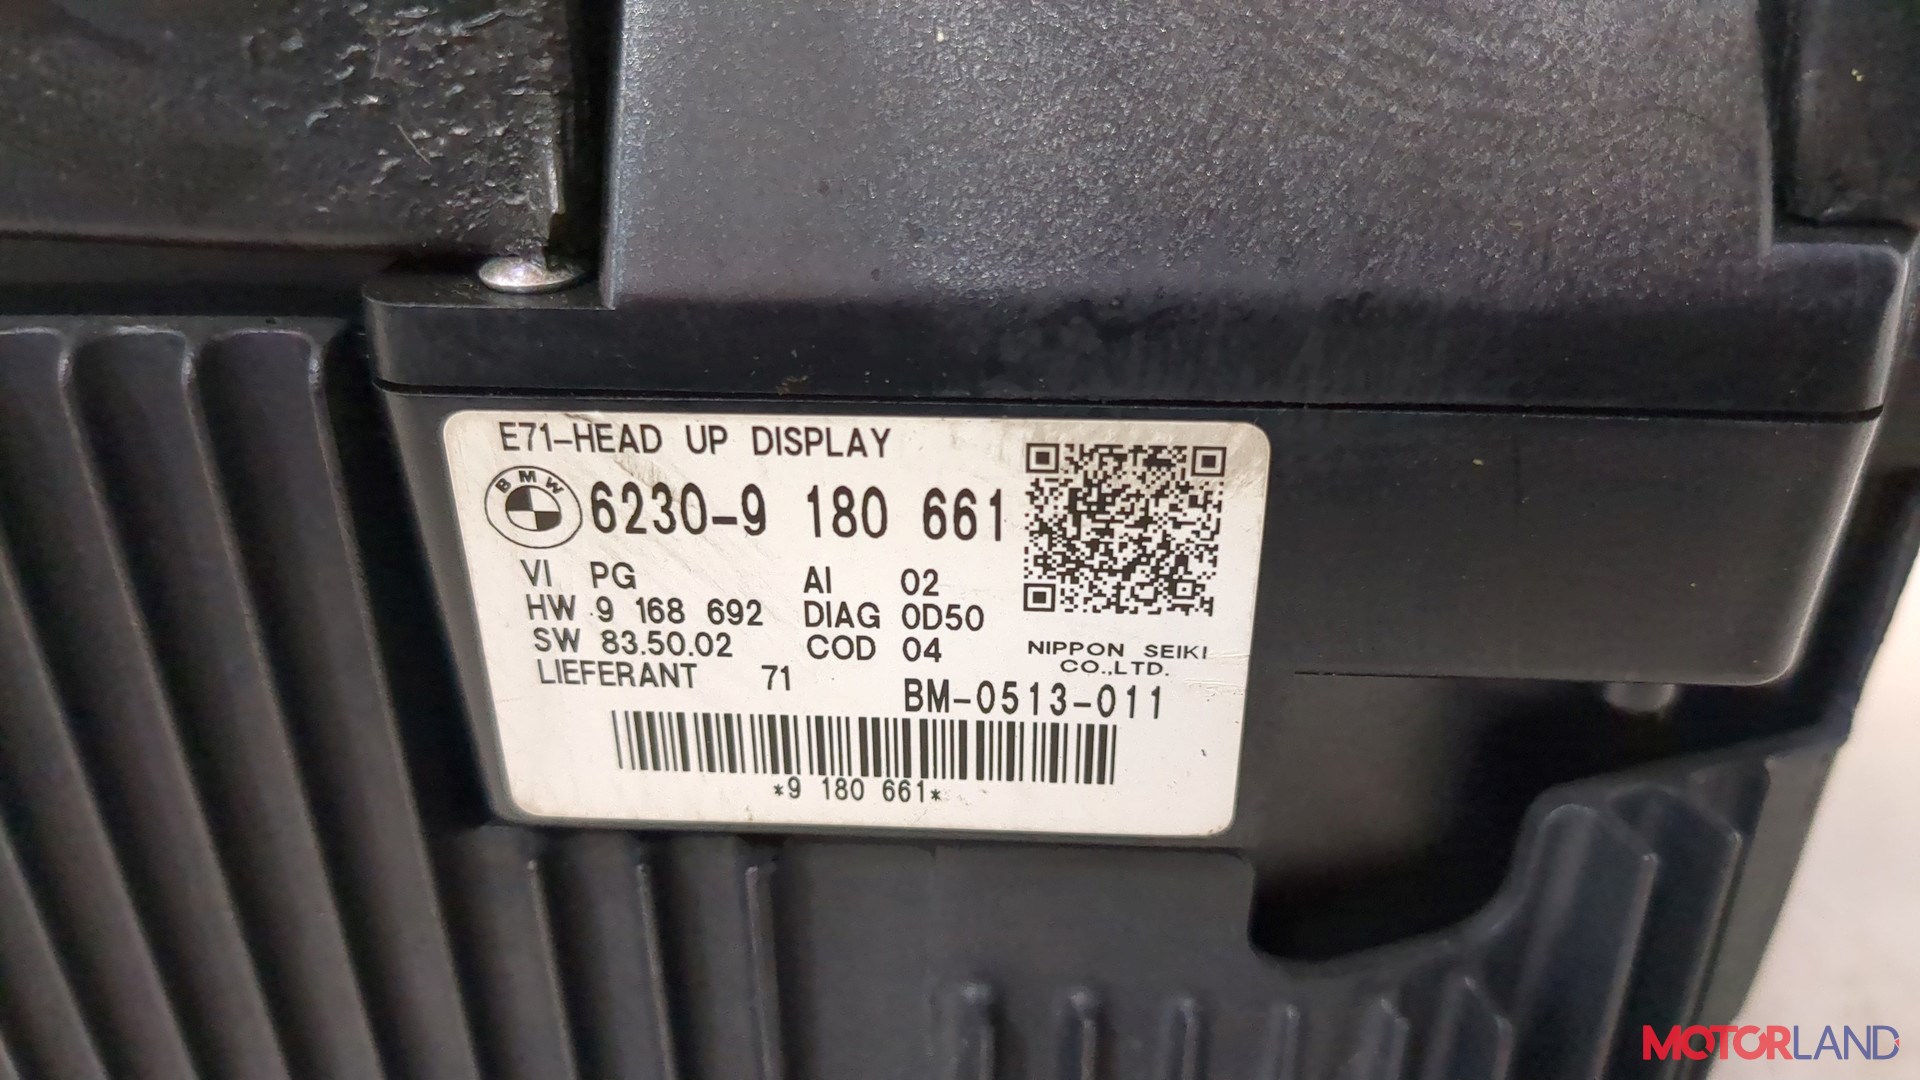 E71-HEAD UP DISPLAY
BMW
6230-9 180 661
VI PG AI 02
HW 9 168 692 DIAG 0D50
SW 83.50.02 COD 04
LIEFERANT 71
NIPPON SEIKI
CO.,LTD.
BM-0513-011
*9 180 661*
MOTORLAND